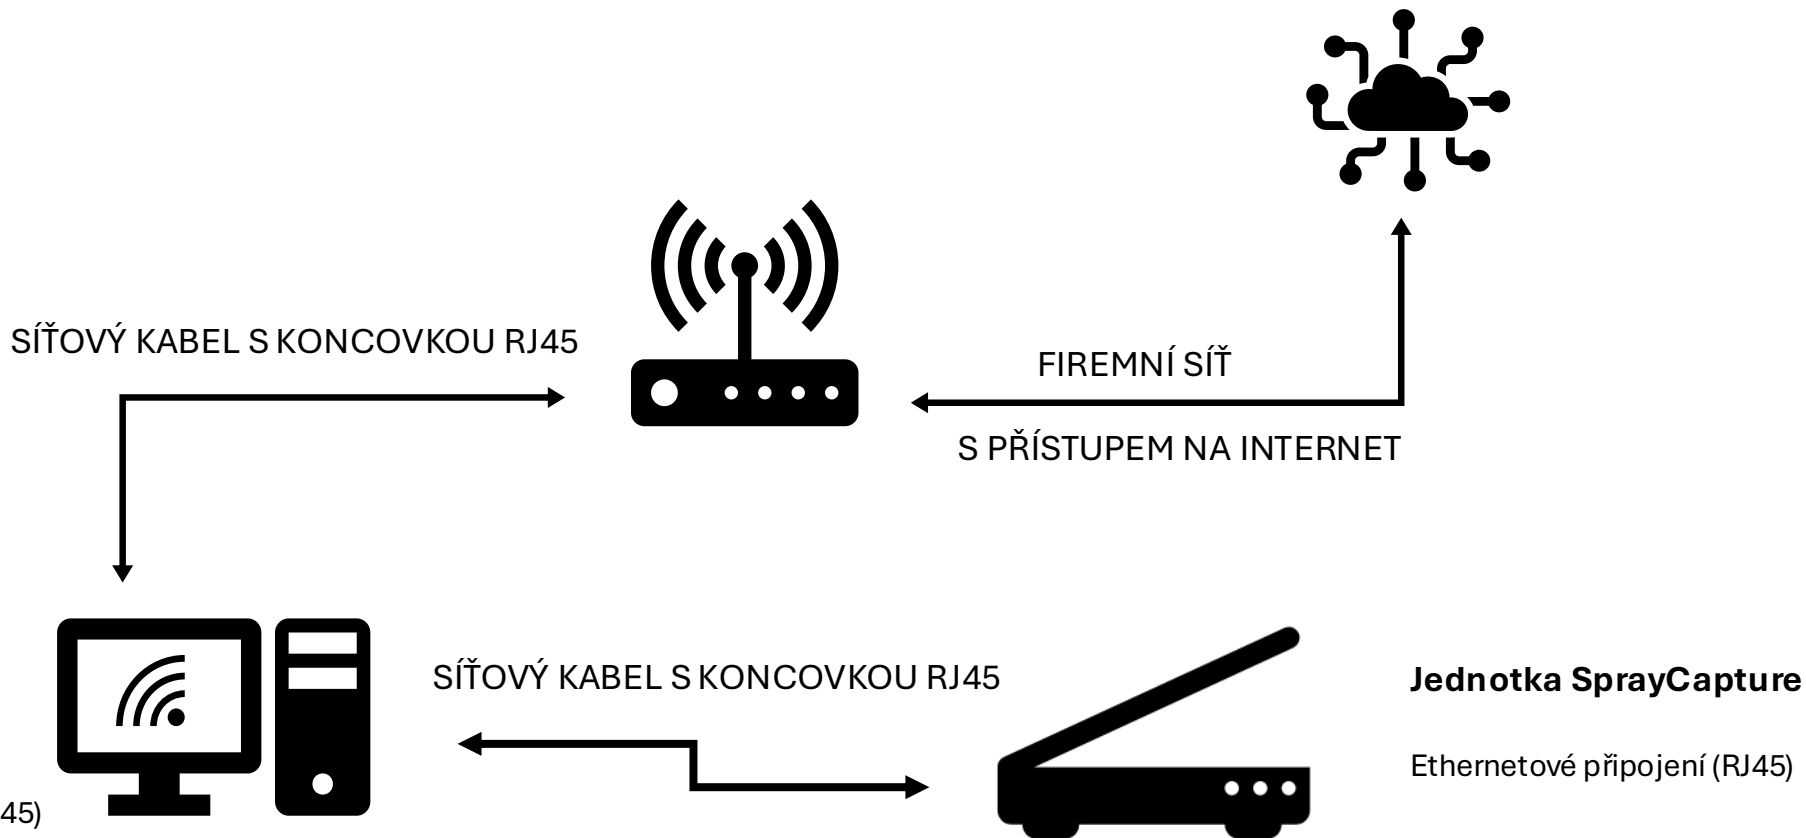 SÍŤOVÝ KABEL S KONCOVKOU RJ45
FIREMNÍ SÍŤ
S PŘÍSTUPEM NA INTERNET
SÍŤOVÝ KABEL S KONCOVKOU RJ45
Jednotka SprayCapture
Ethernetové připojení (RJ45)
45)